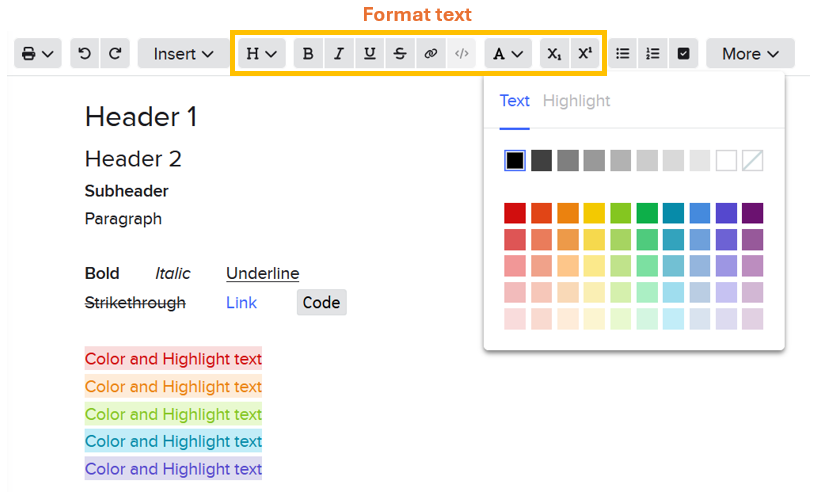 Format text
Insert H B I U S </> A X₁ X¹ More
Text Highlight
Header 1
Header 2
Subheader
Paragraph
Bold Italic Underline
Strikethrough Link Code
Color and Highlight text
Color and Highlight text
Color and Highlight text
Color and Highlight text
Color and Highlight text